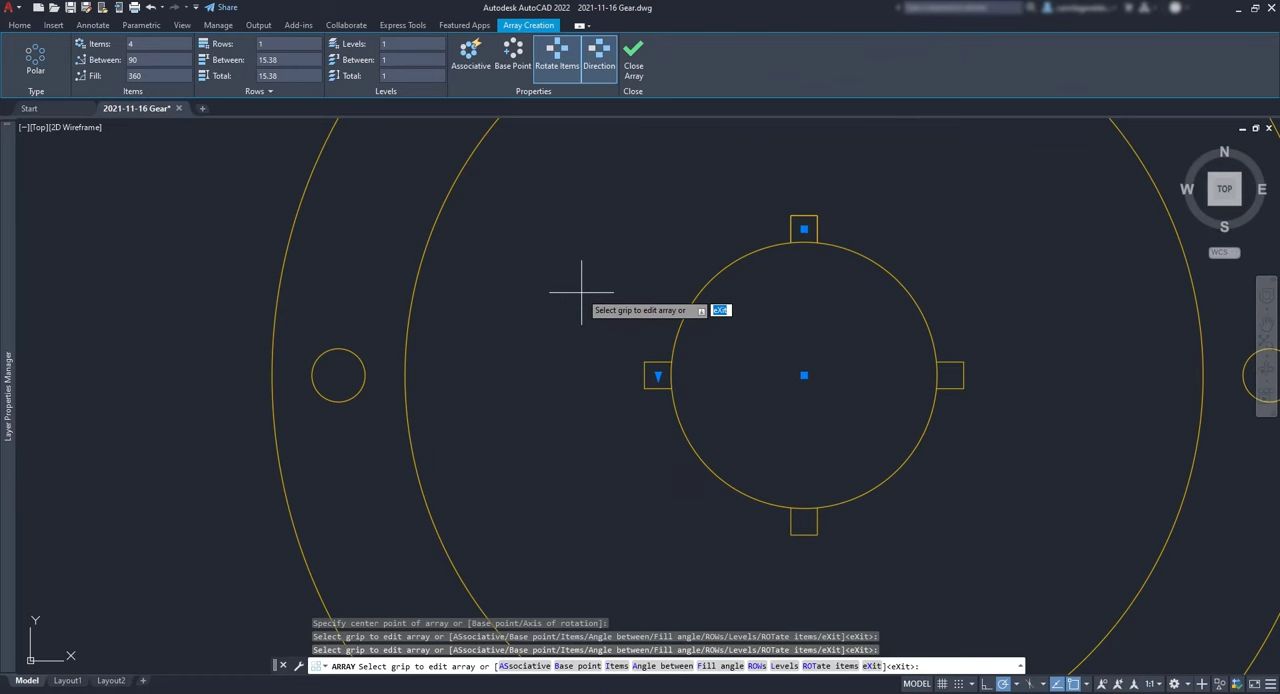 Share
Autodesk AutoCAD 2022 2021-11-16 Gear.dwg
Home Insert Annotate Parametric View Manage Output Add-ins Collaborate Express Tools Featured Apps Array Creation
Polar
Type
Items: 4
Between: 90
Fill: 360
Items
Rows: 1
Between: 15.38
Total: 15.38
Rows
Levels: 1
Between: 1
Total: 1
Levels
Associative Base Point Rotate Items Direction
Properties
Close
Array
Close
Start 2021-11-16 Gear*
[−][Top][2D Wireframe]
N
W TOP E
S
WCS
Select grip to edit array or eXit
Layer Properties Manager
Y
X
Specify center point of array or [Base point/Axis of rotation]:
Select grip to edit array or [ASsociative/Base point/Items/Angle between/Fill angle/ROWs/Levels/ROTate items/eXit]<eXit>:
Select grip to edit array or [ASsociative/Base point/Items/Angle between/Fill angle/ROWs/Levels/ROTate items/eXit]<eXit>:
ARRAY Select grip to edit array or [ASsociative Base point Items Angle between Fill angle ROWs Levels ROTate items eXit]<eXit>:
Model Layout1 Layout2
MODEL 1:1